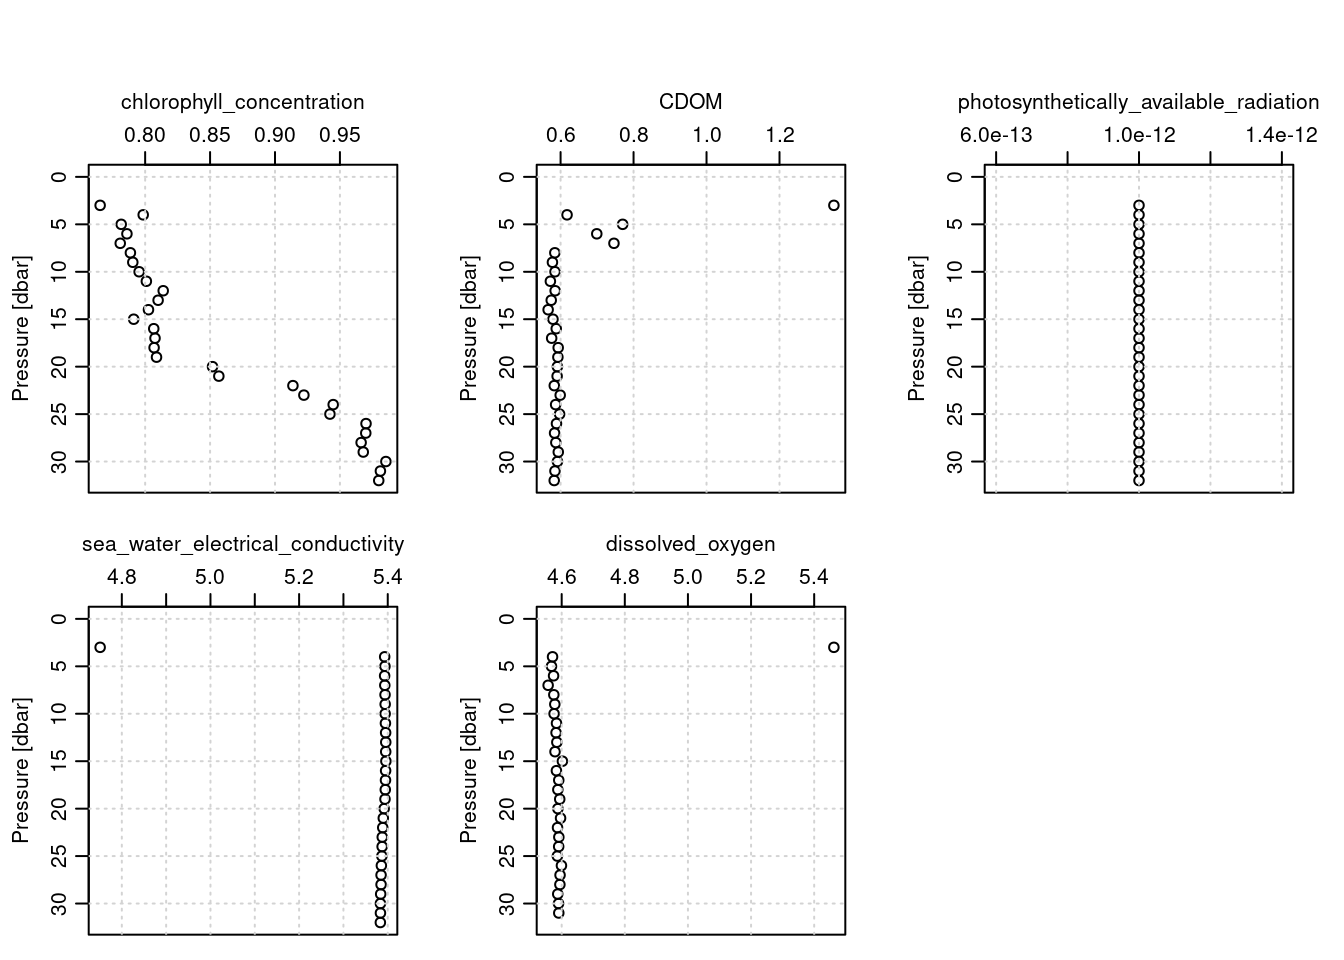 chlorophyll_concentration
0.80 0.85 0.90 0.95
Pressure [dbar]
0 5 10 15 20 25 30
CDOM
0.6 0.8 1.0 1.2
Pressure [dbar]
0 5 10 15 20 25 30
photosynthetically_available_radiation
6.0e-13 1.0e-12 1.4e-12
Pressure [dbar]
0 5 10 15 20 25 30
sea_water_electrical_conductivity
4.8 5.0 5.2 5.4
Pressure [dbar]
0 5 10 15 20 25 30
dissolved_oxygen
4.6 4.8 5.0 5.2 5.4
Pressure [dbar]
0 5 10 15 20 25 30